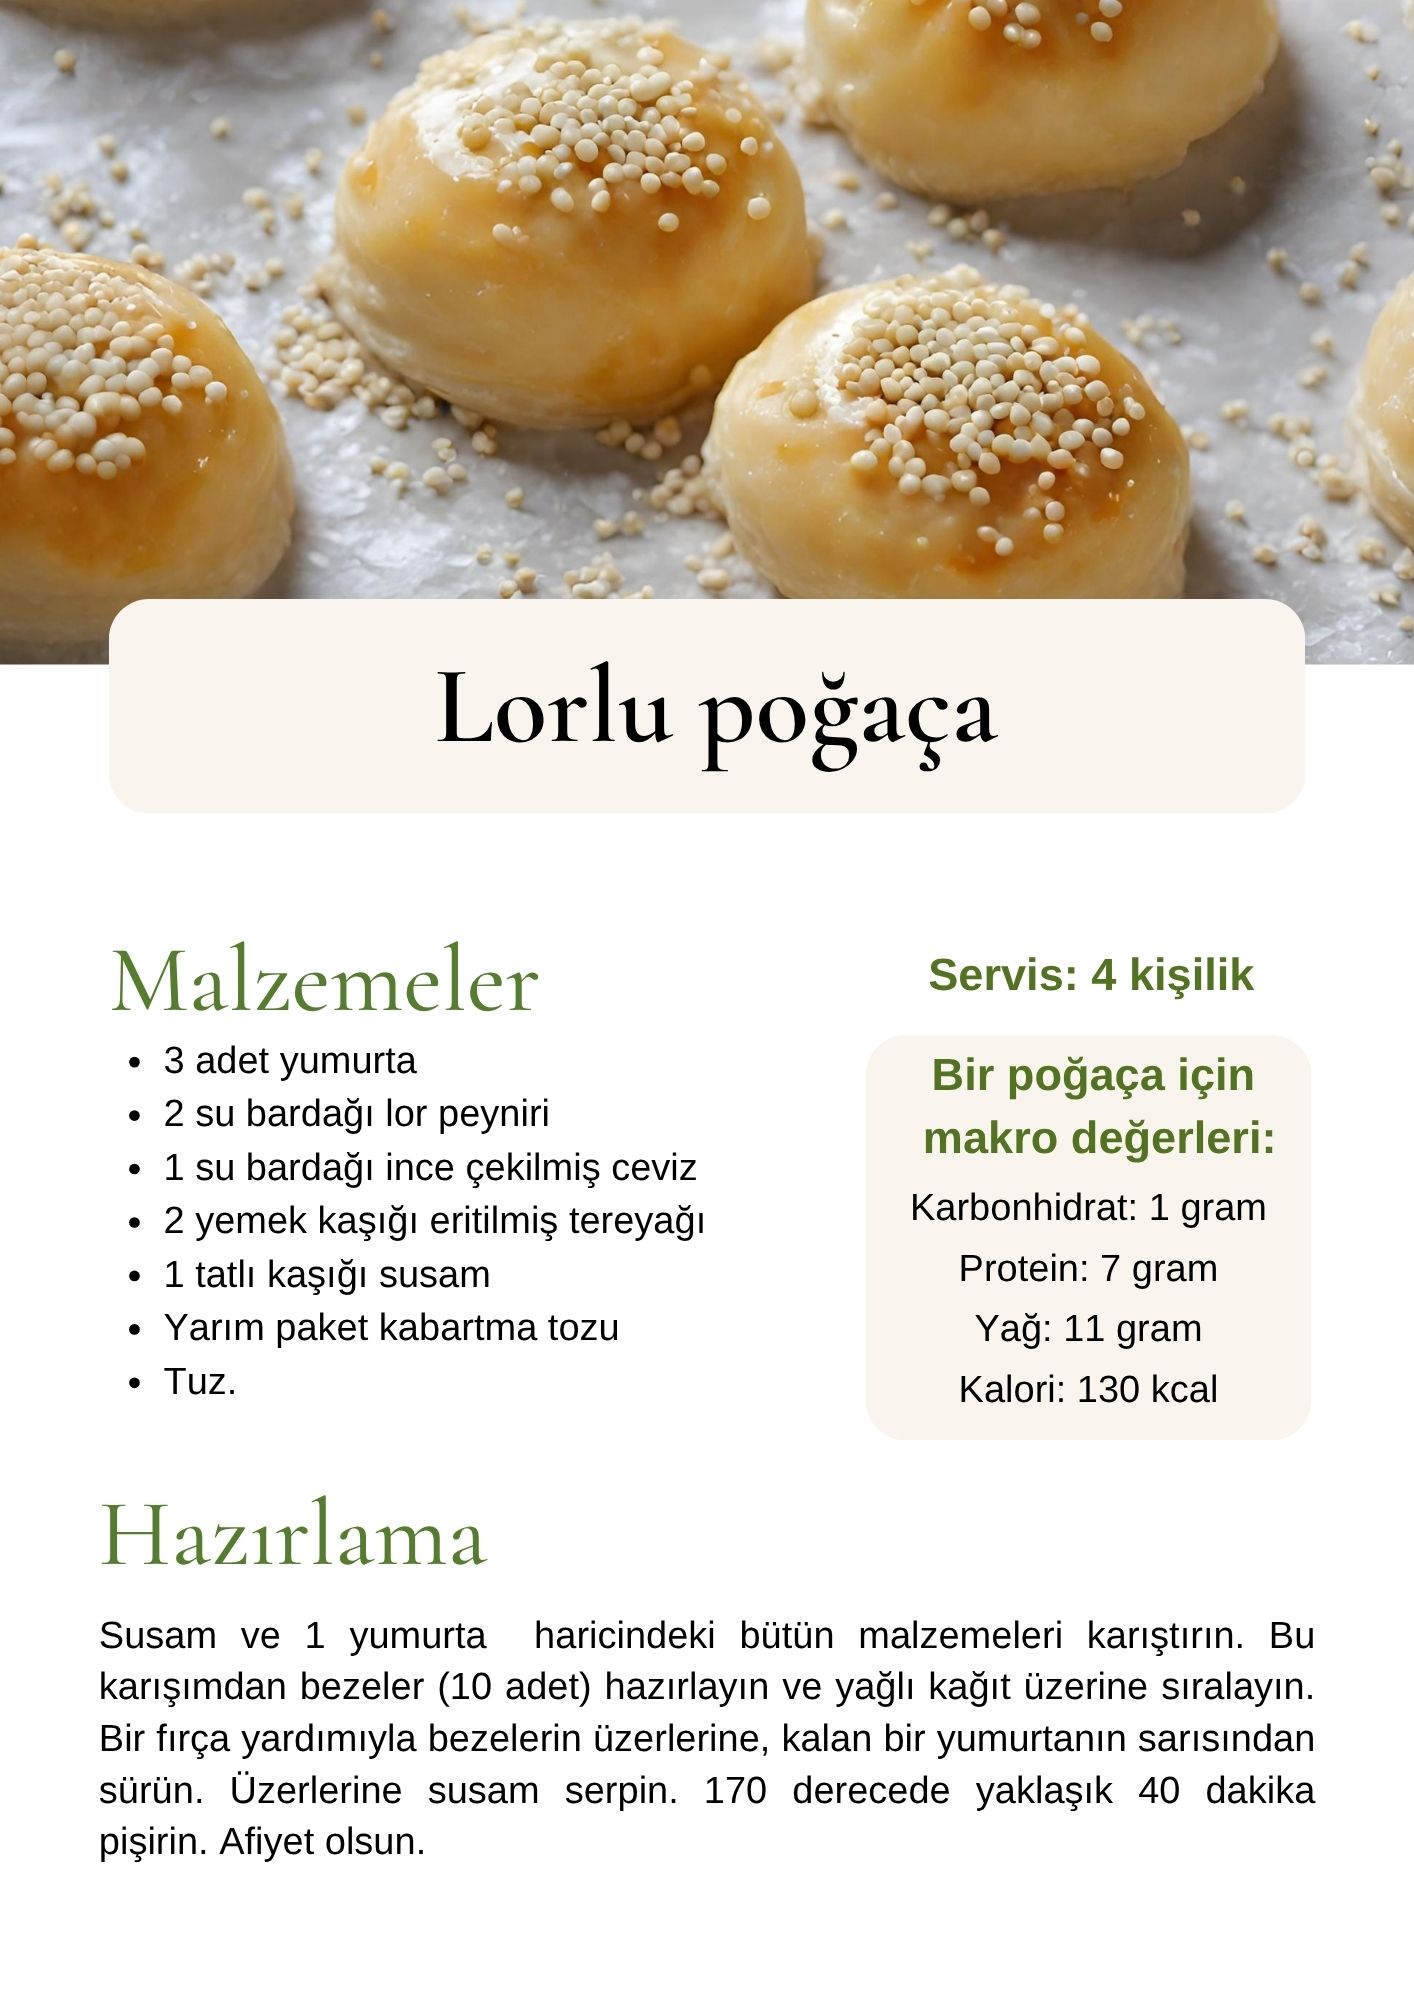 Lorlu poğaça
Malzemeler
3 adet yumurta
2 su bardağı lor peyniri
1 su bardağı ince çekilmiş ceviz
2 yemek kaşığı eritilmiş tereyağı
1 tatlı kaşığı susam
Yarım paket kabartma tozu
Tuz.
Servis: 4 kişilik
Bir poğaça için
makro değerleri:
Karbonhidrat: 1 gram
Protein: 7 gram
Yağ: 11 gram
Kalori: 130 kcal
Hazırlama
Susam ve 1 yumurta haricindeki bütün malzemeleri karıştırın. Bu
karışımdan bezeler (10 adet) hazırlayın ve yağlı kağıt üzerine sıralayın.
Bir fırça yardımıyla bezelerin üzerlerine, kalan bir yumurtanın sarısından
sürün. Üzerlerine susam serpin. 170 derecede yaklaşık 40 dakika
pişirin. Afiyet olsun.